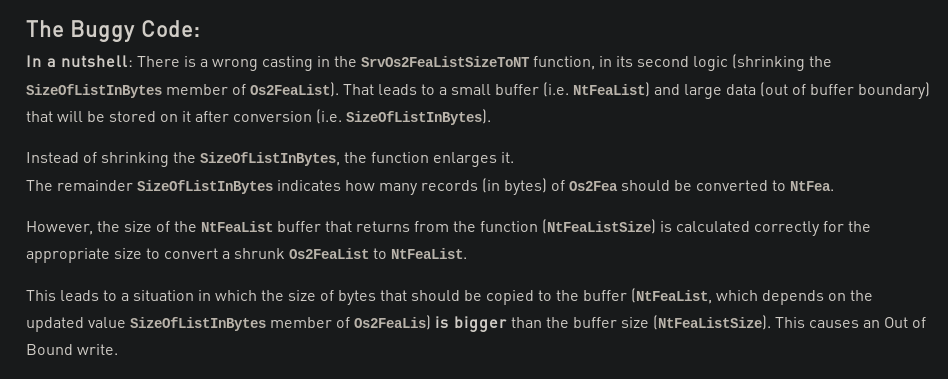 The Buggy Code:
In a nutshell: There is a wrong casting in the SrvOs2FeaListSizeToNT function, in its second logic (shrinking the
SizeOfListInBytes member of Os2FeaList). That leads to a small buffer (i.e. NtFeaList) and large data (out of buffer boundary)
that will be stored on it after conversion (i.e. SizeOfListInBytes).
Instead of shrinking the SizeOfListInBytes, the function enlarges it.
The remainder SizeOfListInBytes indicates how many records (in bytes) of Os2Fea should be converted to NtFea.
However, the size of the NtFeaList buffer that returns from the function (NtFeaListSize) is calculated correctly for the
appropriate size to convert a shrunk Os2FeaList to NtFeaList.
This leads to a situation in which the size of bytes that should be copied to the buffer (NtFeaList, which depends on the
updated value SizeOfListInBytes member of Os2FeaLis) is bigger than the buffer size (NtFeaListSize). This causes an Out of
Bound write.